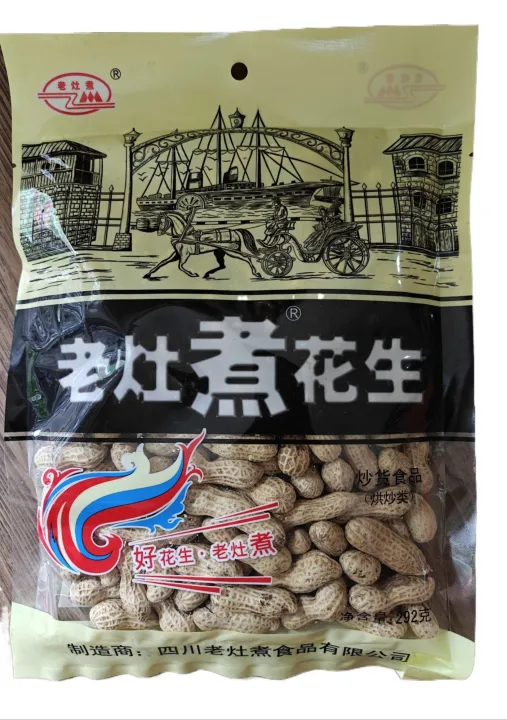 老灶煮
®
®
老灶煮花生
炒货食品
(烘炒类)
好花生·老灶煮
净含量:292克
制造商：四川老灶煮食品有限公司